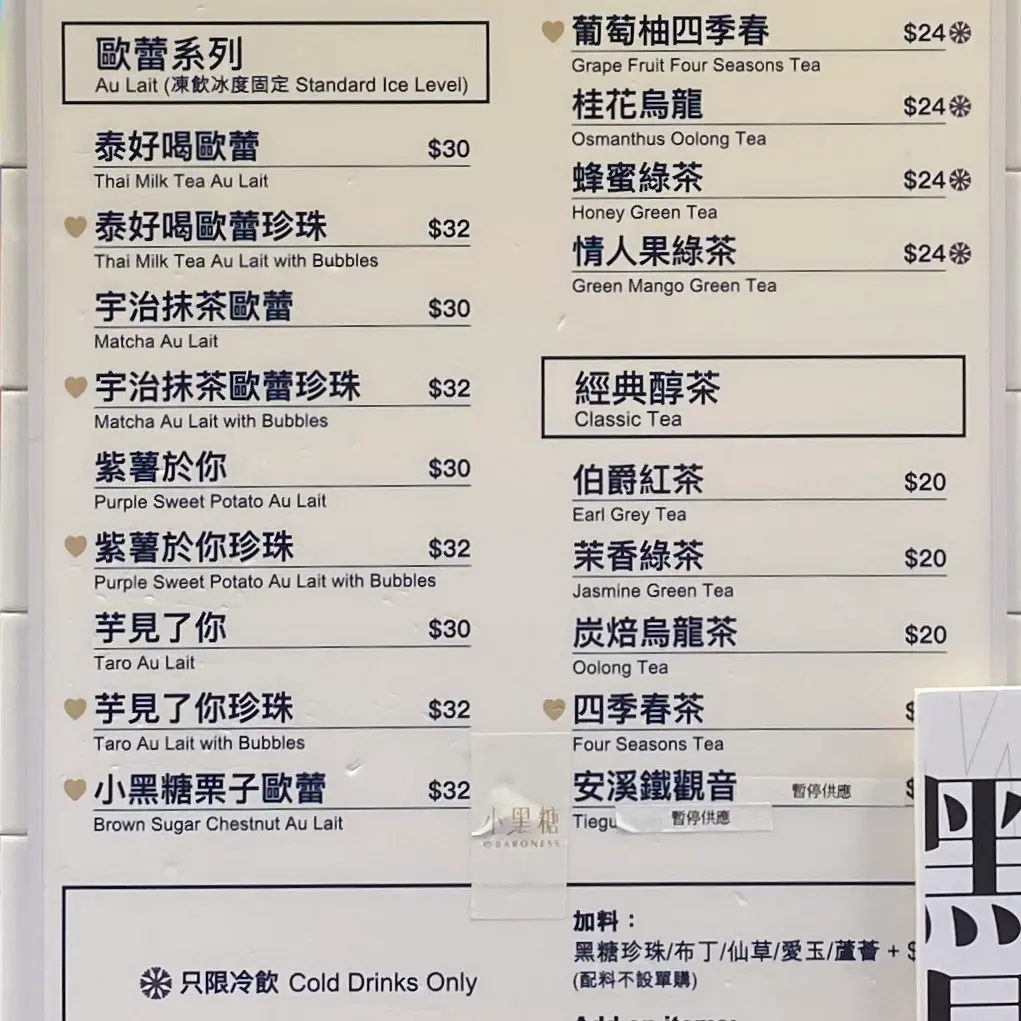 歐蕾系列
Au Lait (凍飲冰度固定 Standard Ice Level)
泰好喝歐蕾 $30
Thai Milk Tea Au Lait
泰好喝歐蕾珍珠 $32
Thai Milk Tea Au Lait with Bubbles
宇治抹茶歐蕾 $30
Matcha Au Lait
宇治抹茶歐蕾珍珠 $32
Matcha Au Lait with Bubbles
紫薯於你 $30
Purple Sweet Potato Au Lait
紫薯於你珍珠 $32
Purple Sweet Potato Au Lait with Bubbles
芋見了你 $30
Taro Au Lait
芋見了你珍珠 $32
Taro Au Lait with Bubbles
小黑糖栗子歐蕾 $32
Brown Sugar Chestnut Au Lait
葡萄柚四季春 $24
Grape Fruit Four Seasons Tea
桂花烏龍 $24
Osmanthus Oolong Tea
蜂蜜綠茶 $24
Honey Green Tea
情人果綠茶 $24
Green Mango Green Tea
經典醇茶
Classic Tea
伯爵紅茶 $20
Earl Grey Tea
茉香綠茶 $20
Jasmine Green Tea
炭焙烏龍茶 $20
Oolong Tea
四季春茶 $
Four Seasons Tea
安溪鐵觀音 暫停供應 $
Tiegu 暫停供應
小黑糖
BARONESS
只限冷飲 Cold Drinks Only
加料：
黑糖珍珠/布丁/仙草/愛玉/蘆薈 + $
(配料不設單購)
Add on items:
黑